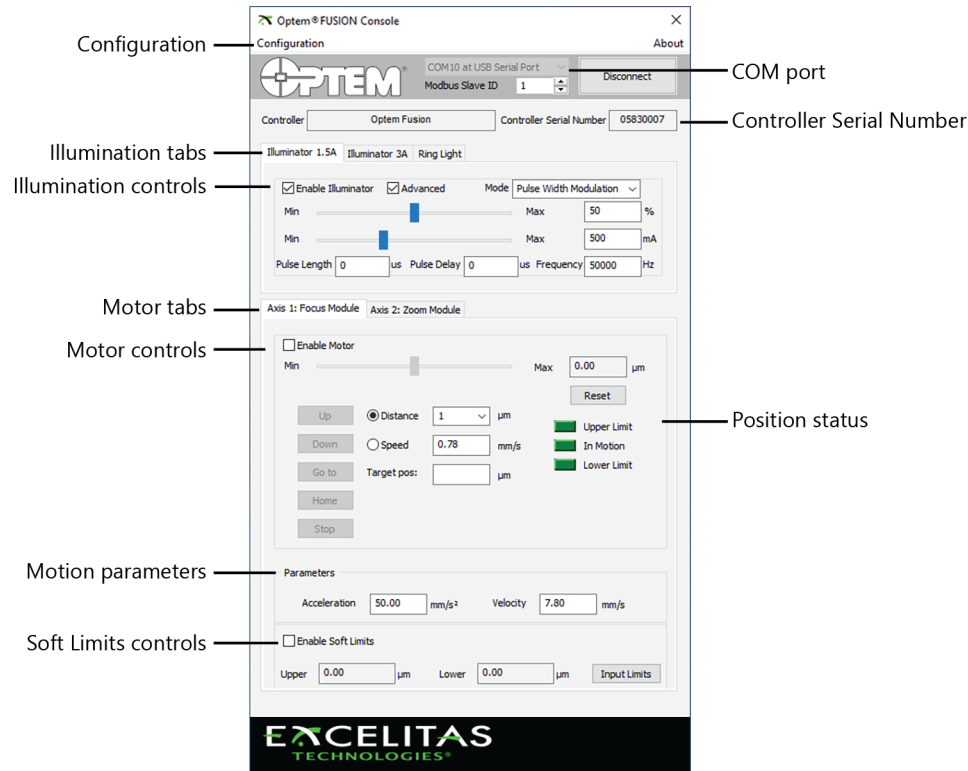 Optem®FUSION Console
Configuration
Configuration About
OPTEM®
COM10 at USB Serial Port
COM port
Modbus Slave ID 1
Disconnect
Controller Optem Fusion Controller Serial Number 05830007
Controller Serial Number
Illumination tabs
Illuminator 1.5A Illuminator 3A Ring Light
Illumination controls
Enable Illuminator Advanced Mode Pulse Width Modulation
Min Max 50 %
Min Max 500 mA
Pulse Length 0 us Pulse Delay 0 us Frequency 50000 Hz
Motor tabs
Axis 1: Focus Module Axis 2: Zoom Module
Motor controls
Enable Motor
Min Max 0.00 µm
Reset
Up Distance 1 µm
Upper Limit
Position status
Down Speed 0.78 mm/s
In Motion
Lower Limit
Go to Target pos: µm
Home
Stop
Motion parameters
Parameters
Acceleration 50.00 mm/s² Velocity 7.80 mm/s
Soft Limits controls
Enable Soft Limits
Upper 0.00 µm Lower 0.00 µm Input Limits
EXCELITAS
TECHNOLOGIES®